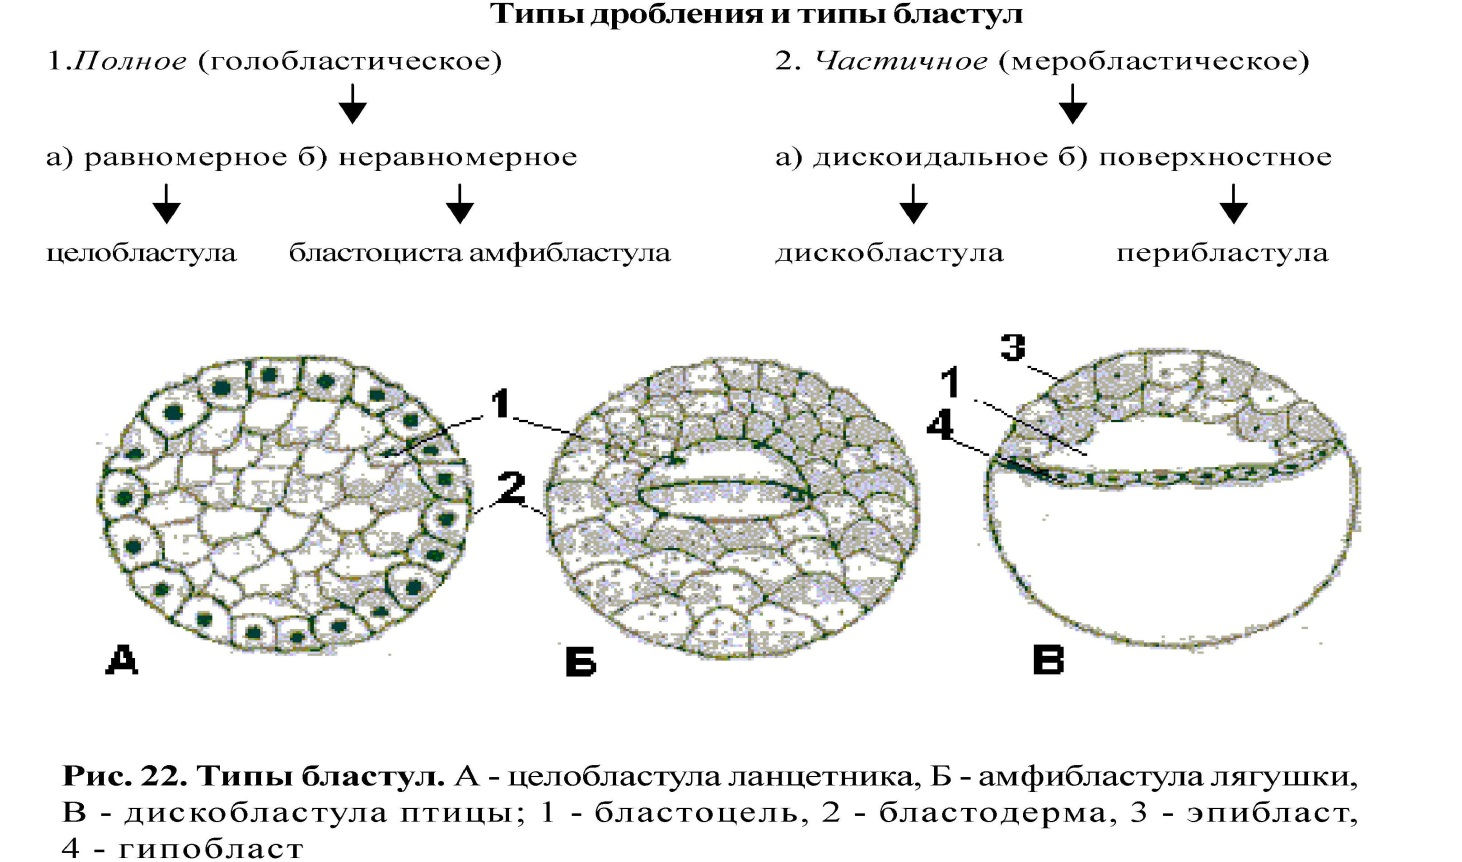 Типы дробления и типы бластул
1.Полное (голобластическое) 2. Частичное (меробластическое)
а) равномерное б) неравномерное а) дискоидальное б) поверхностное
целобластула бластоциста амфибластула дискобластула перибластула
3
1 1
4
2
А Б В
Рис. 22. Типы бластул. А - целобластула ланцетника, Б - амфибластула лягушки,
В - дискобластула птицы; 1 - бластоцель, 2 - бластодерма, 3 - эпибласт,
4 - гипобласт